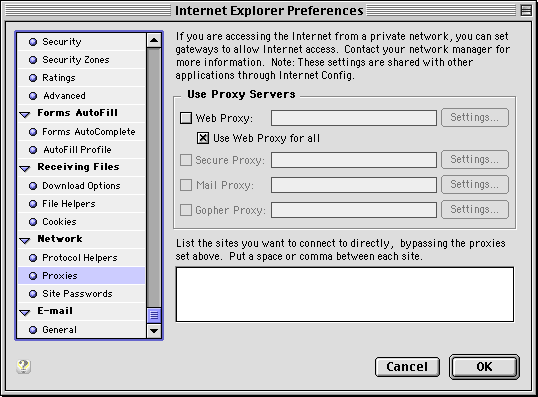 Internet Explorer Preferences
Security
Security Zones
Ratings
Advanced
Forms AutoFill
Forms AutoComplete
AutoFill Profile
Receiving Files
Download Options
File Helpers
Cookies
Network
Protocol Helpers
Proxies
Site Passwords
E-mail
General
If you are accessing the Internet from a private network, you can set
gateways to allow Internet access. Contact your network manager for
more information. Note: These settings are shared with other
applications through Internet Config.
Use Proxy Servers
Web Proxy: Settings...
Use Web Proxy for all
Secure Proxy: Settings...
Mail Proxy: Settings...
Gopher Proxy: Settings...
List the sites you want to connect to directly, bypassing the proxies
set above. Put a space or comma between each site.
?
Cancel OK